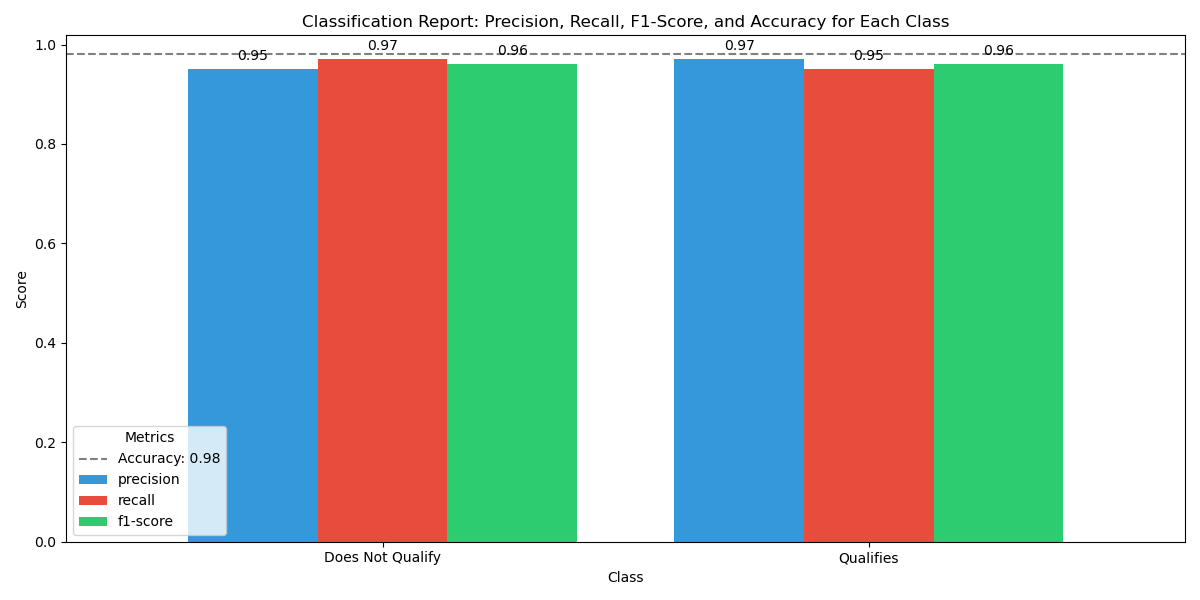 Classification Report: Precision, Recall, F1-Score, and Accuracy for Each Class
1.0
0.8
0.6
0.4
0.2
0.0
Score
0.95
0.97
0.96
0.97
0.95
0.96
Metrics
Accuracy: 0.98
precision
recall
f1-score
Does Not Qualify
Qualifies
Class